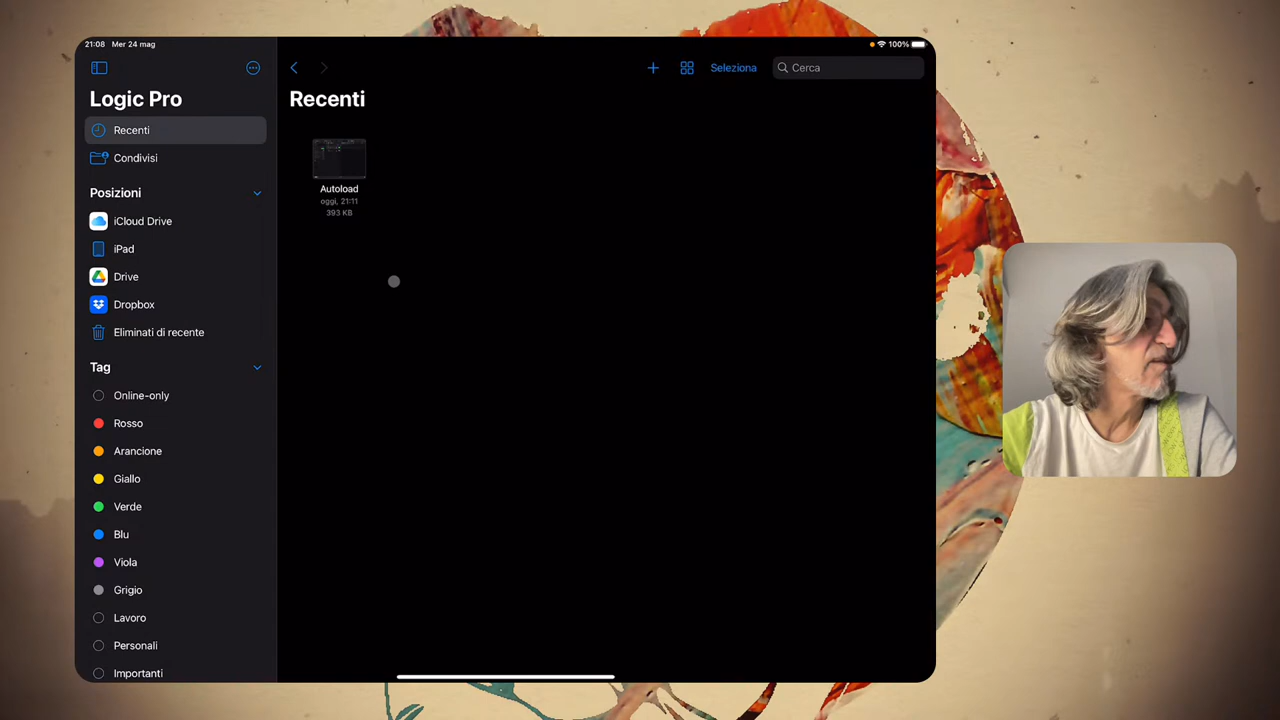 21:08 Mer 24 mag
100%
Logic Pro
Recenti
Condivisi
Posizioni
iCloud Drive
iPad
Drive
Dropbox
Eliminati di recente
Tag
Online-only
Rosso
Arancione
Giallo
Verde
Blu
Viola
Grigio
Lavoro
Personali
Importanti
Seleziona
Cerca
Recenti
Autoload
oggi, 21:11
393 KB